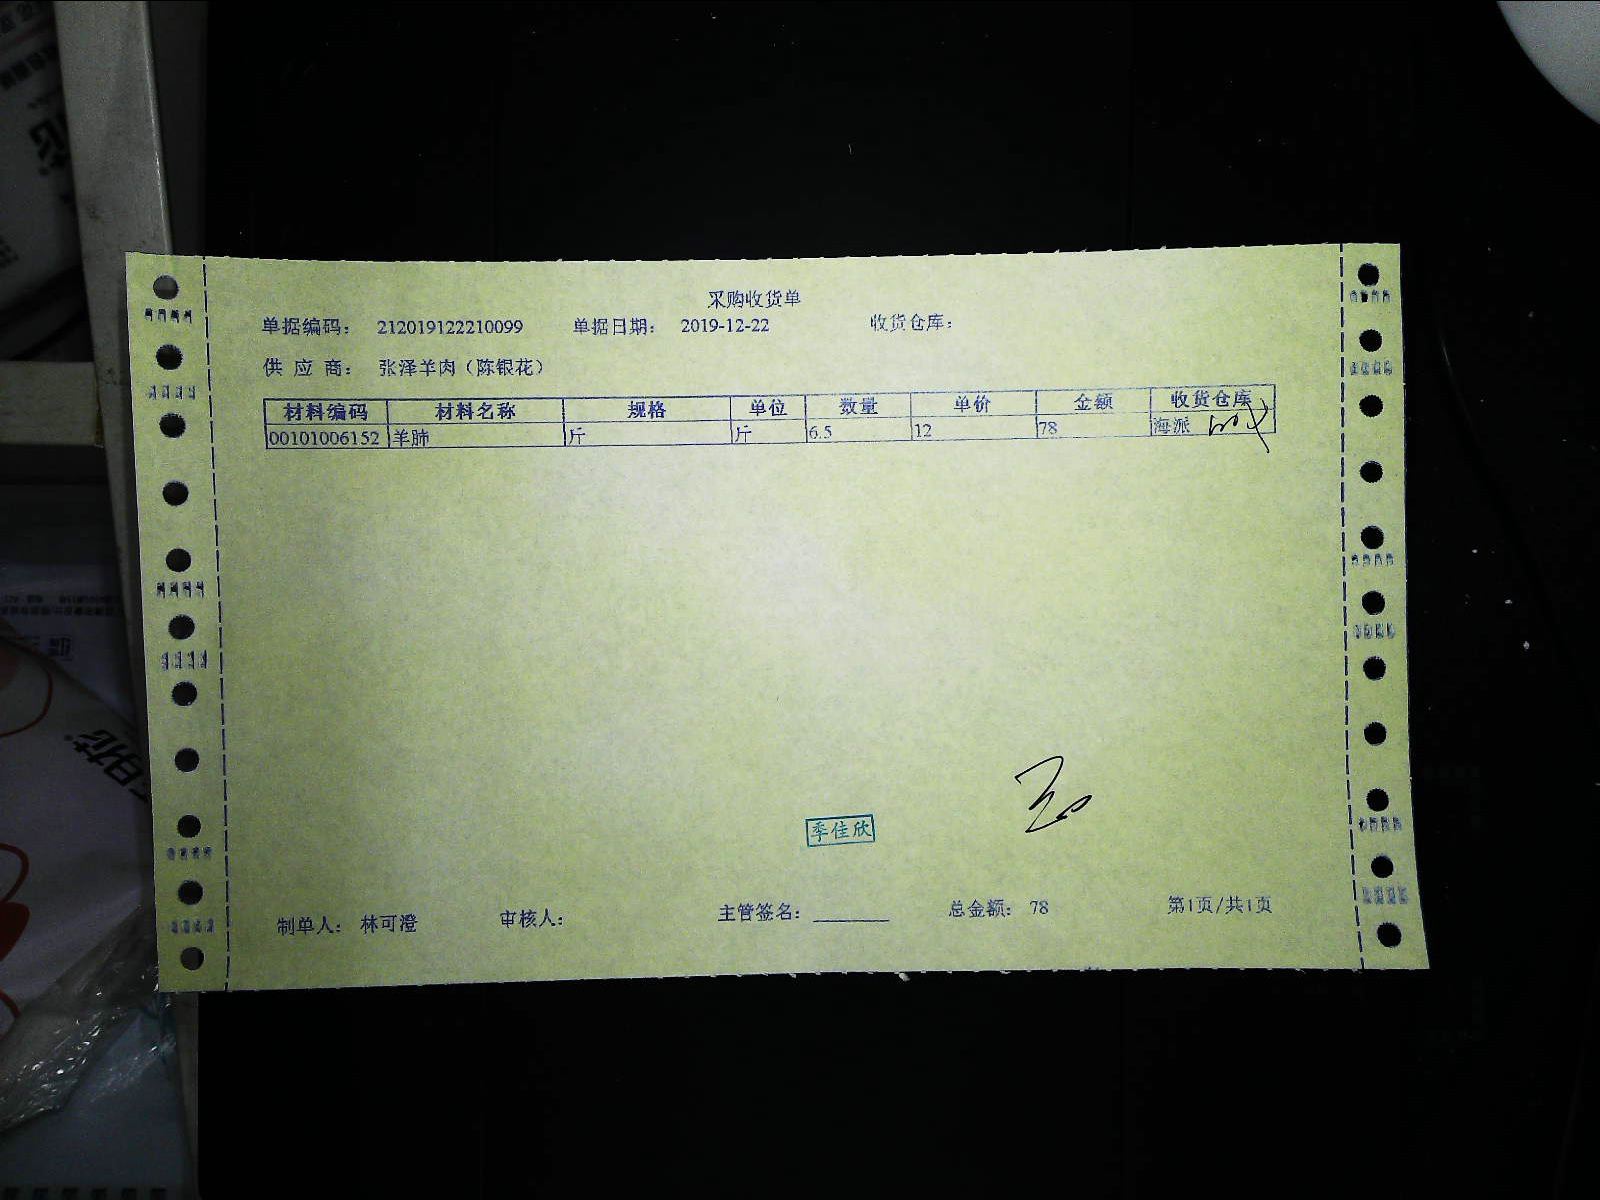 采购收货单
单据编码： 212019122210099 单据日期： 2019-12-22 收货仓库：
供 应 商： 张泽羊肉（陈银花）
材料编码 材料名称 规格 单位 数量 单价 金额 收货仓库
00101006152 羊肺 斤 斤 6.5 12 78 海派
季佳欣
制单人： 林可澄 审核人： 主管签名： 总金额： 78 第1页/共1页